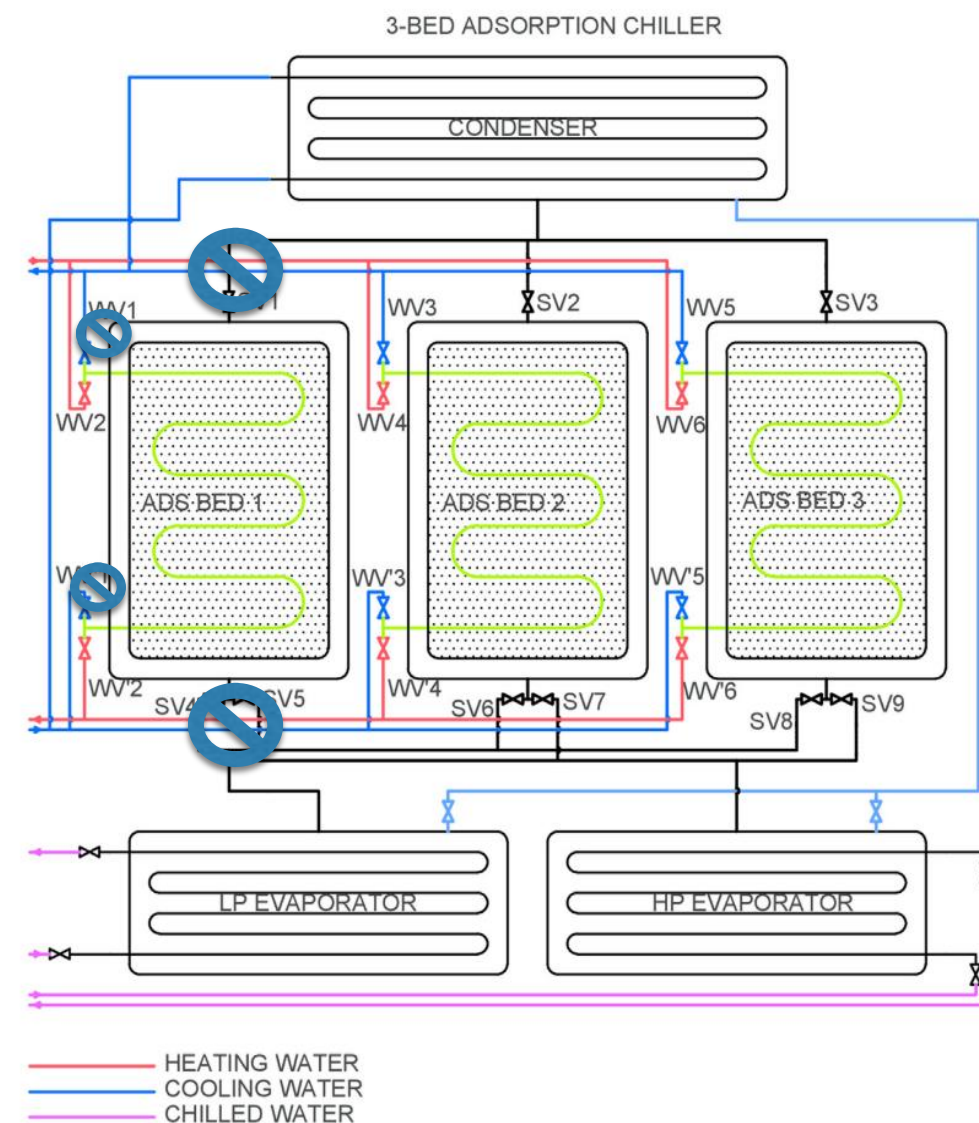 3-BED ADSORPTION CHILLER
CONDENSER
SV1
SV2
SV3
WV1
WV3
WV5
WV2
WV4
WV6
ADS BED 1
ADS BED 2
ADS BED 3
WV'3
WV'5
WV'2
WV'4
WV'6
SV4
SV5
SV6
SV7
SV8
SV9
LP EVAPORATOR
HP EVAPORATOR
HEATING WATER
COOLING WATER
CHILLED WATER